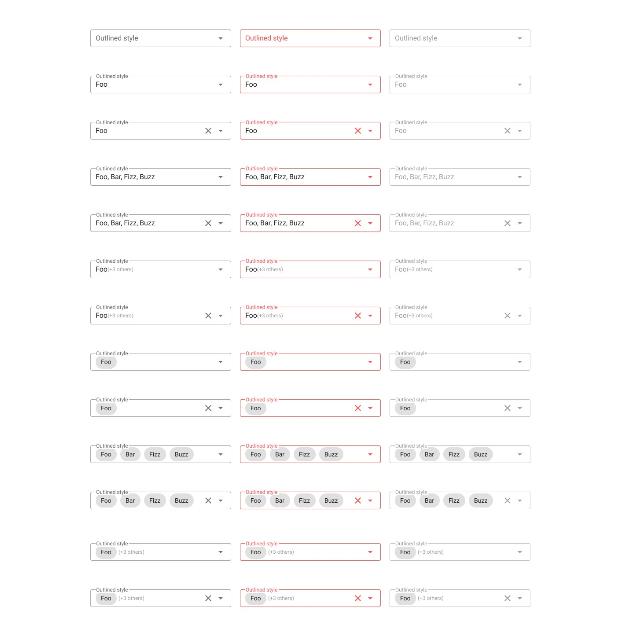 Outlined style Outlined style Outlined style
Outlined style Outlined style Outlined style
Foo Foo Foo
Outlined style Outlined style Outlined style
Foo Foo Foo
Outlined style Outlined style Outlined style
Foo, Bar, Fizz, Buzz Foo, Bar, Fizz, Buzz Foo, Bar, Fizz, Buzz
Outlined style Outlined style Outlined style
Foo, Bar, Fizz, Buzz Foo, Bar, Fizz, Buzz Foo, Bar, Fizz, Buzz
Outlined style Outlined style Outlined style
Foo(+3 others) Foo(+3 others) Foo(+3 others)
Outlined style Outlined style Outlined style
Foo(+3 others) Foo(+3 others) Foo(+3 others)
Outlined style Outlined style Outlined style
Foo Foo Foo
Outlined style Outlined style Outlined style
Foo Foo Foo
Outlined style Outlined style Outlined style
Foo Bar Fizz Buzz Foo Bar Fizz Buzz Foo Bar Fizz Buzz
Outlined style Outlined style Outlined style
Foo Bar Fizz Buzz Foo Bar Fizz Buzz Foo Bar Fizz Buzz
Outlined style Outlined style Outlined style
Foo (+3 others) Foo (+3 others) Foo (+3 others)
Outlined style Outlined style Outlined style
Foo (+3 others) Foo (+3 others) Foo (+3 others)